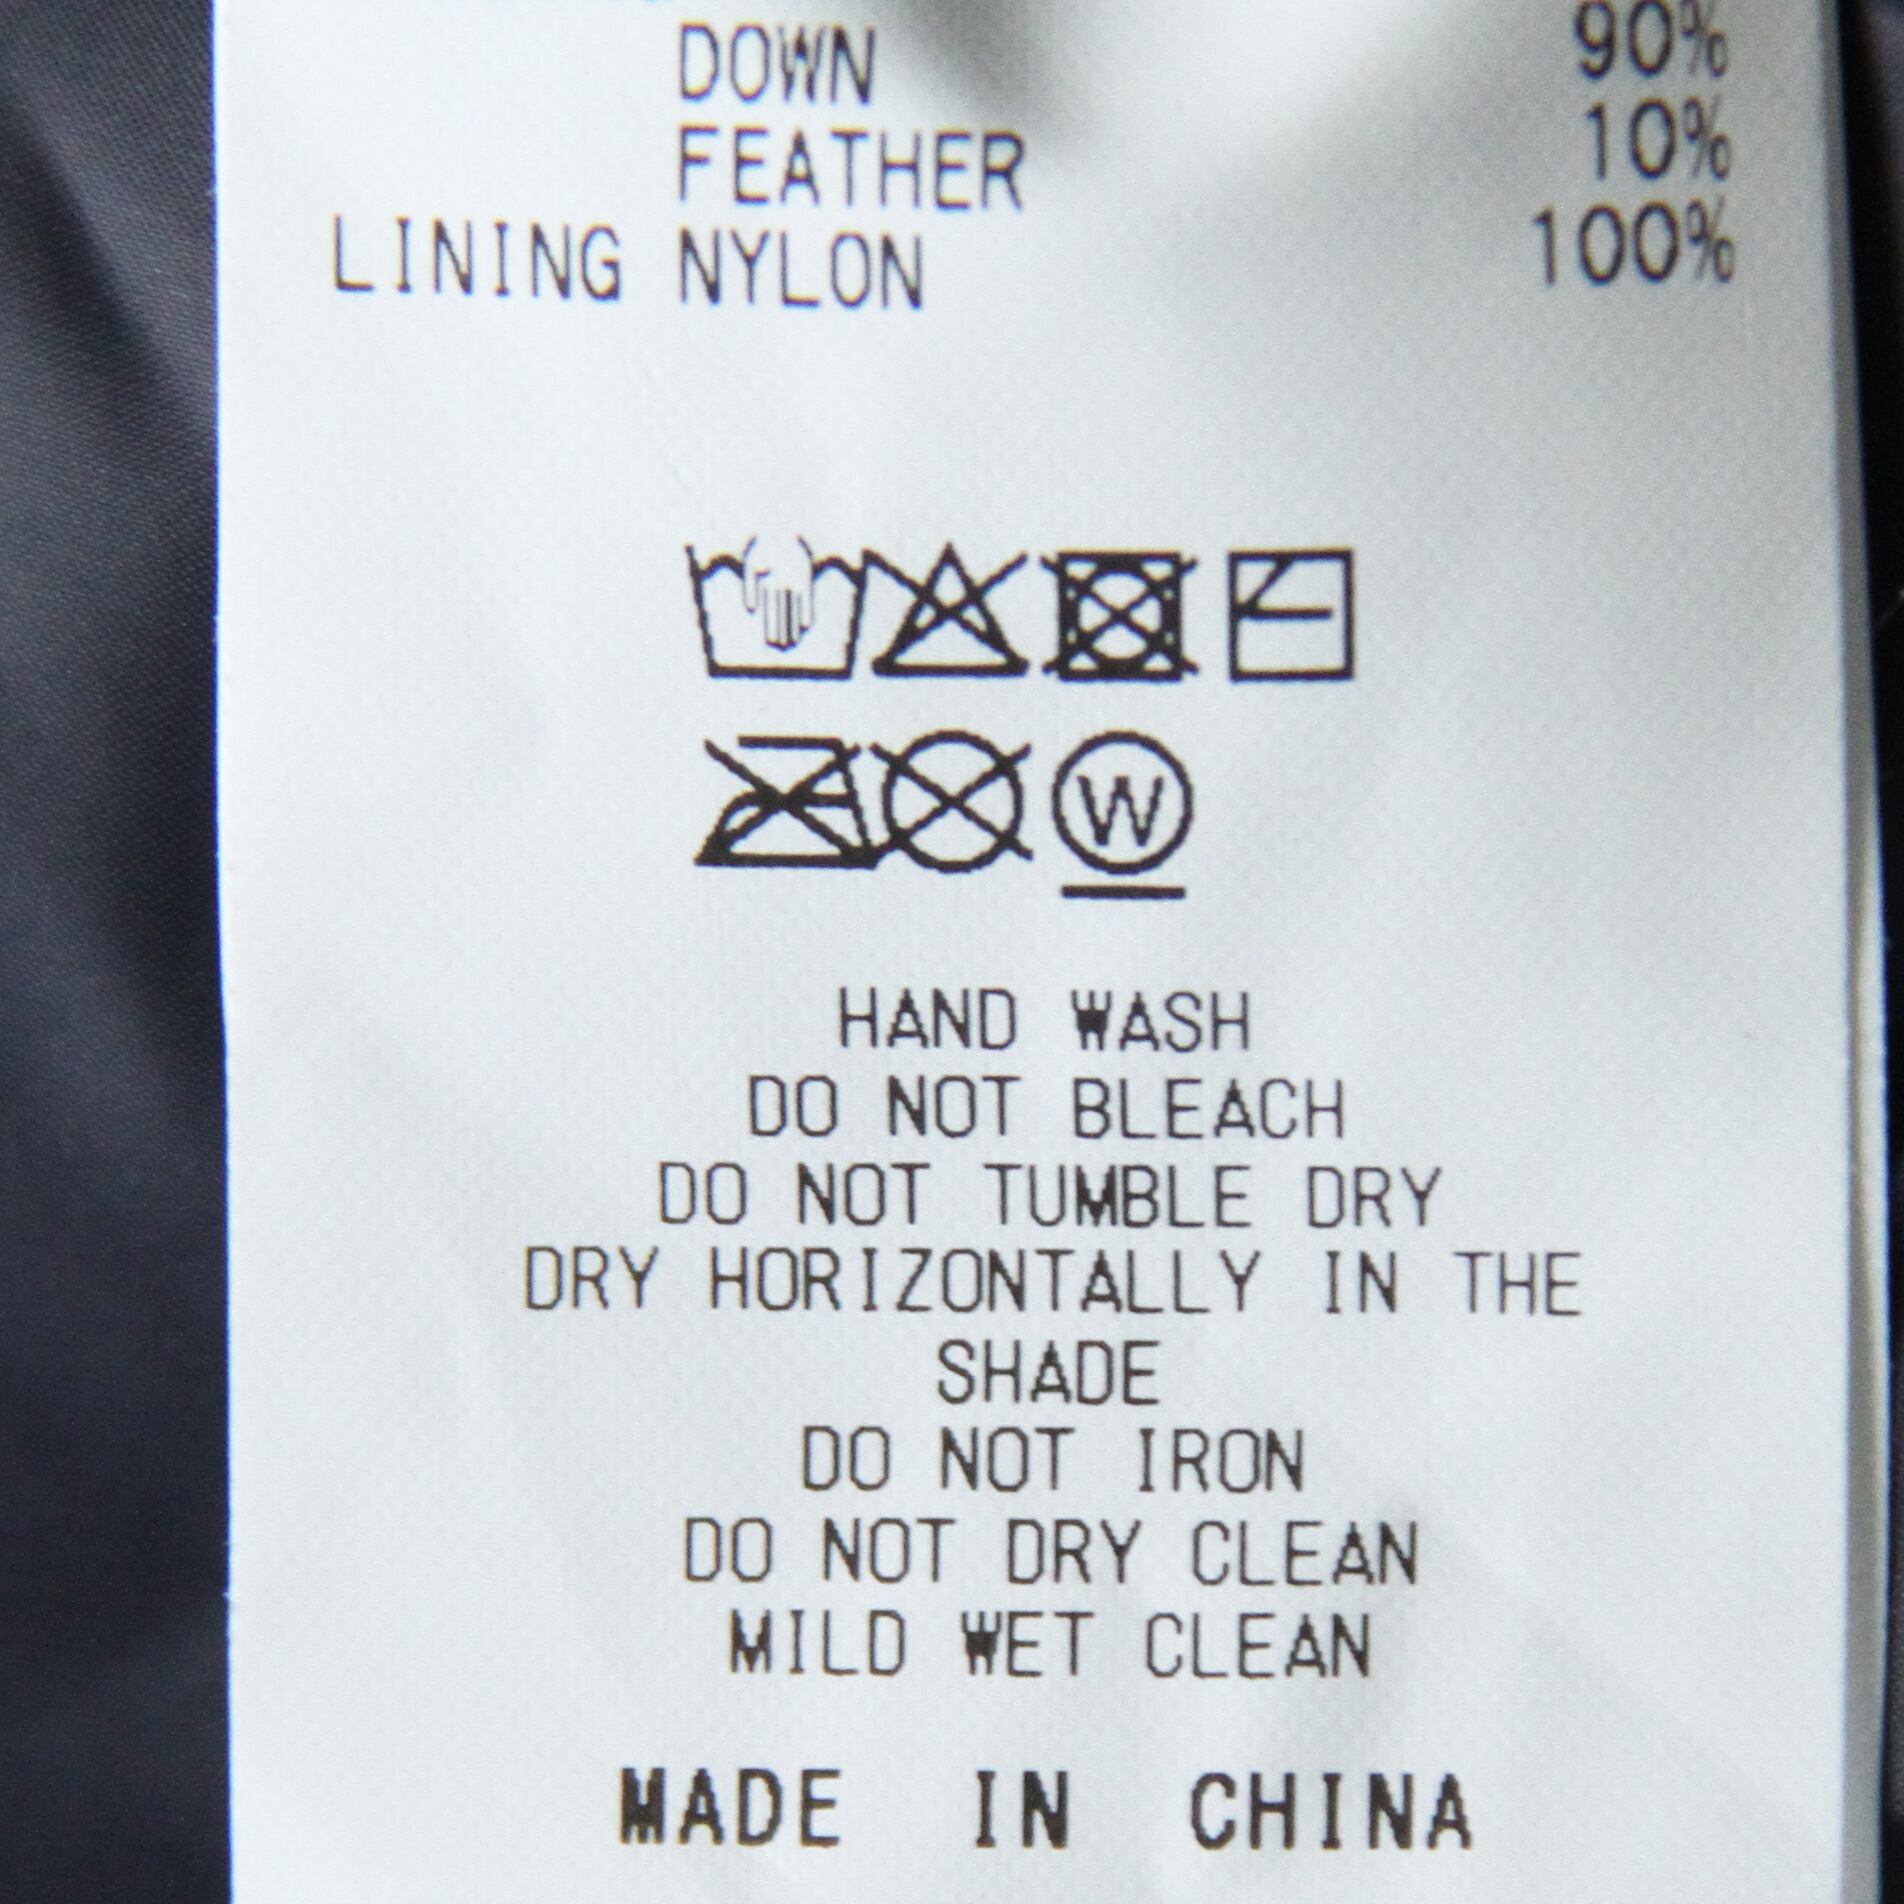 DOWN 90%
FEATHER 10%
LINING NYLON 100%
W
HAND WASH
DO NOT BLEACH
DO NOT TUMBLE DRY
DRY HORIZONTALLY IN THE
SHADE
DO NOT IRON
DO NOT DRY CLEAN
MILD WET CLEAN
MADE IN CHINA